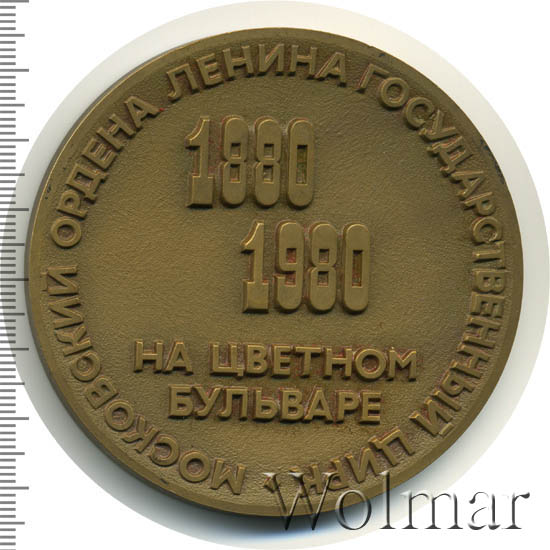 МОСКОВСКИЙ ОРДЕНА ЛЕНИНА ГОСУДАРСТВЕННЫЙ ЦИРК
1880
1980
НА ЦВЕТНОМ
БУЛЬВАРЕ
Wolmar